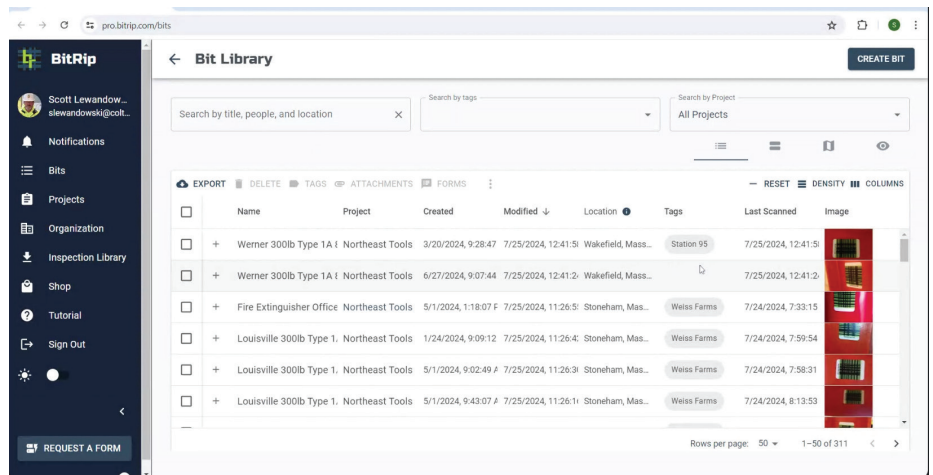 pro.bitrip.com/bits
S
BitRip
Bit Library
CREATE BIT
Scott Lewandow...
slewandowski@colt...
Search by title, people, and location
Search by tags
Search by Project
All Projects
Notifications
Bits
Projects
Organization
Inspection Library
Shop
Tutorial
Sign Out
REQUEST A FORM
EXPORT DELETE TAGS ATTACHMENTS FORMS RESET DENSITY COLUMNS
Name Project Created Modified Location Tags Last Scanned Image
Werner 300lb Type 1A Northeast Tools 3/20/2024, 9:28:47 7/25/2024, 12:41:5 Wakefield, Mass... Station 95 7/25/2024, 12:41:5
Werner 300lb Type 1A Northeast Tools 6/27/2024, 9:07:44 7/25/2024, 12:41:2 Wakefield, Mass... 7/25/2024, 12:41:2
Fire Extinguisher Office Northeast Tools 5/1/2024, 1:18:07 7/25/2024, 11:26:5 Stoneham, Mas... Weiss Farms 7/24/2024, 7:33:15
Louisville 300lb Type 1. Northeast Tools 1/24/2024, 9:09:12 7/25/2024, 11:26:4 Stoneham, Mas... Weiss Farms 7/24/2024, 7:59:54
Louisville 300lb Type 1. Northeast Tools 5/1/2024, 9:02:49 7/25/2024, 11:26:3 Stoneham, Mas... Weiss Farms 7/24/2024, 7:58:31
Louisville 300lb Type 1. Northeast Tools 5/1/2024, 9:43:07 7/25/2024, 11:26:1 Stoneham, Mas... Weiss Farms 7/24/2024, 8:13:53
Rows per page: 50 1–50 of 311